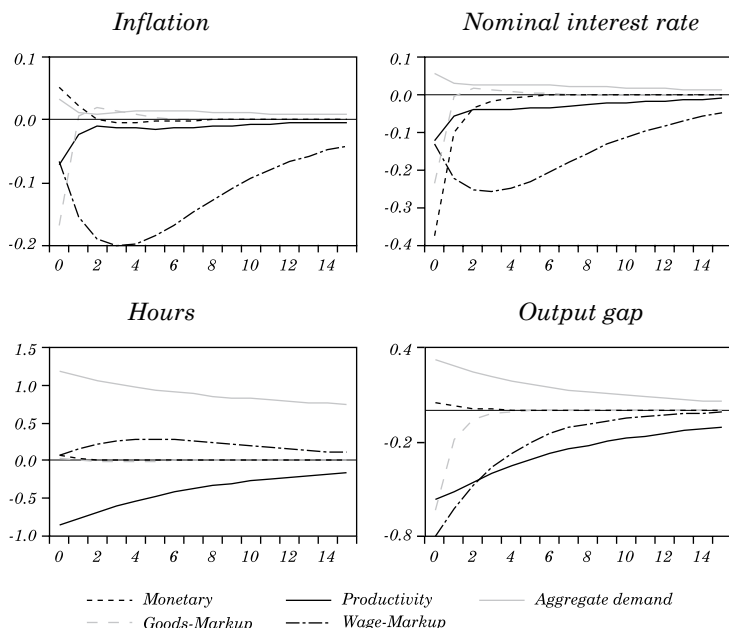 Inflation
Nominal interest rate
0.1
0.0
-0.1
-0.2
0 2 4 6 8 10 12 14
0.1
0.0
-0.1
-0.2
-0.3
-0.4
0 2 4 6 8 10 12 14
Hours
Output gap
1.5
1.0
0.5
0.0
-0.5
-1.0
0 2 4 6 8 10 12 14
0.4
-0.2
-0.8
0 2 4 6 8 10 12 14
Monetary
Productivity
Aggregate demand
Goods-Markup
Wage-Markup